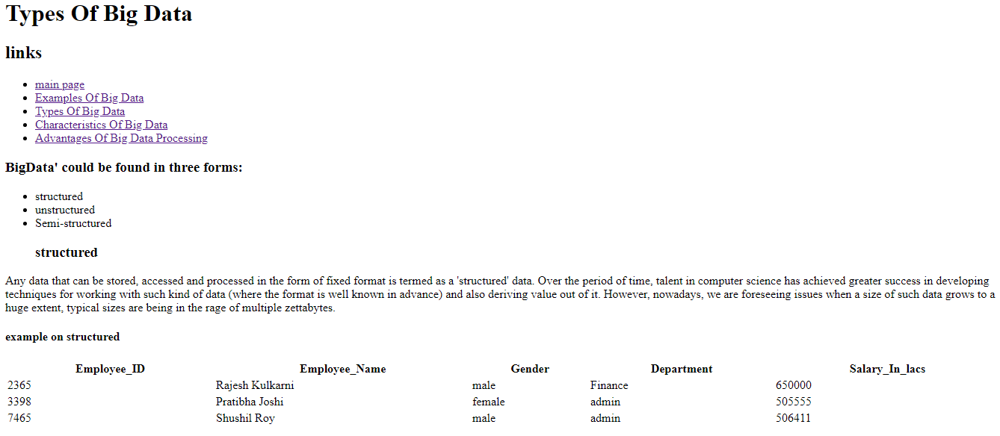 Types Of Big Data
links
main page
Examples Of Big Data
Types Of Big Data
Characteristics Of Big Data
Advantages Of Big Data Processing
BigData' could be found in three forms:
structured
unstructured
Semi-structured
structured
Any data that can be stored, accessed and processed in the form of fixed format is termed as a 'structured' data. Over the period of time, talent in computer science has achieved greater success in developing
techniques for working with such kind of data (where the format is well known in advance) and also deriving value out of it. However, nowadays, we are foreseeing issues when a size of such data grows to a
huge extent, typical sizes are being in the rage of multiple zettabytes.
example on structured
Employee_ID Employee_Name Gender Department Salary_In_lacs
2365 Rajesh Kulkarni male Finance 650000
3398 Pratibha Joshi female admin 505555
7465 Shushil Roy male admin 506411